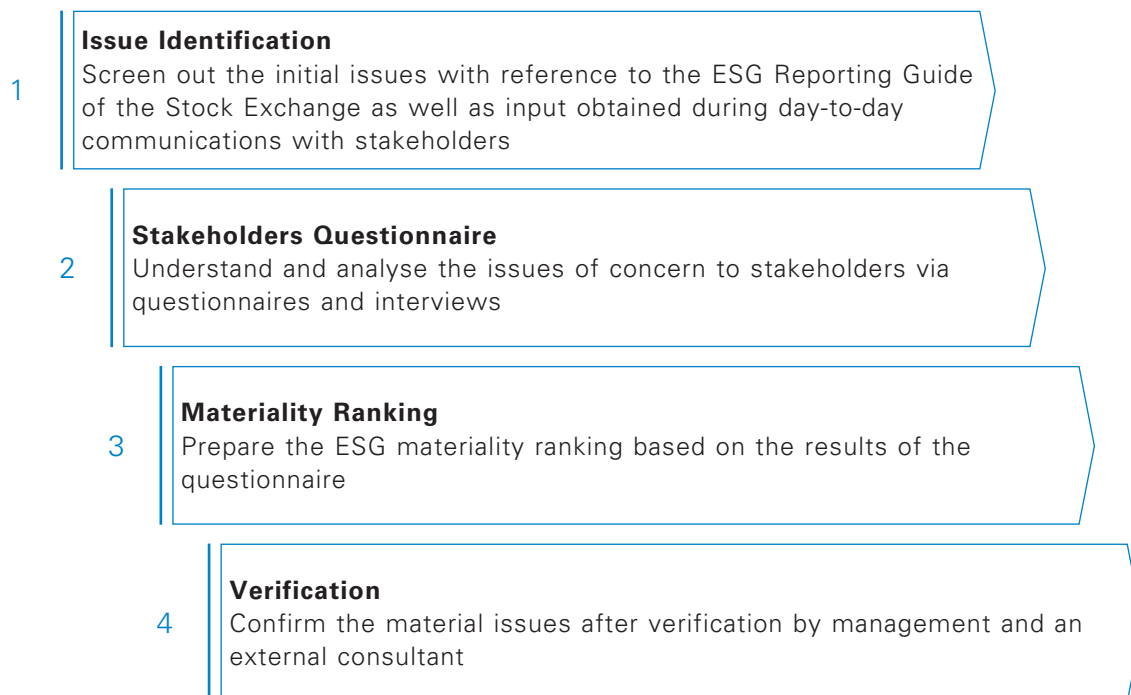 Issue Identification
1
Screen out the initial issues with reference to the ESG Reporting Guide
of the Stock Exchange as well as input obtained during day-to-day
communications with stakeholders
Stakeholders Questionnaire
2
Understand and analyse the issues of concern to stakeholders via
questionnaires and interviews
Materiality Ranking
3
Prepare the ESG materiality ranking based on the results of the
questionnaire
Verification
4
Confirm the material issues after verification by management and an
external consultant